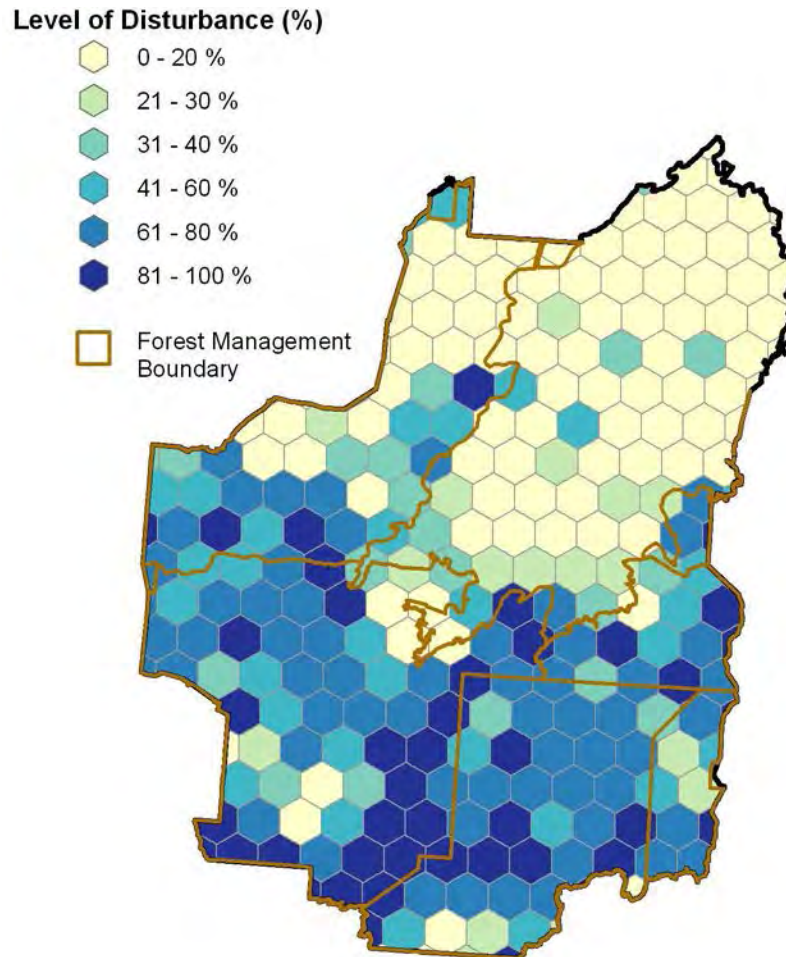 Level of Disturbance (%)
0 - 20 %
21 - 30 %
31 - 40 %
41 - 60 %
61 - 80 %
81 - 100 %
Forest Management
Boundary